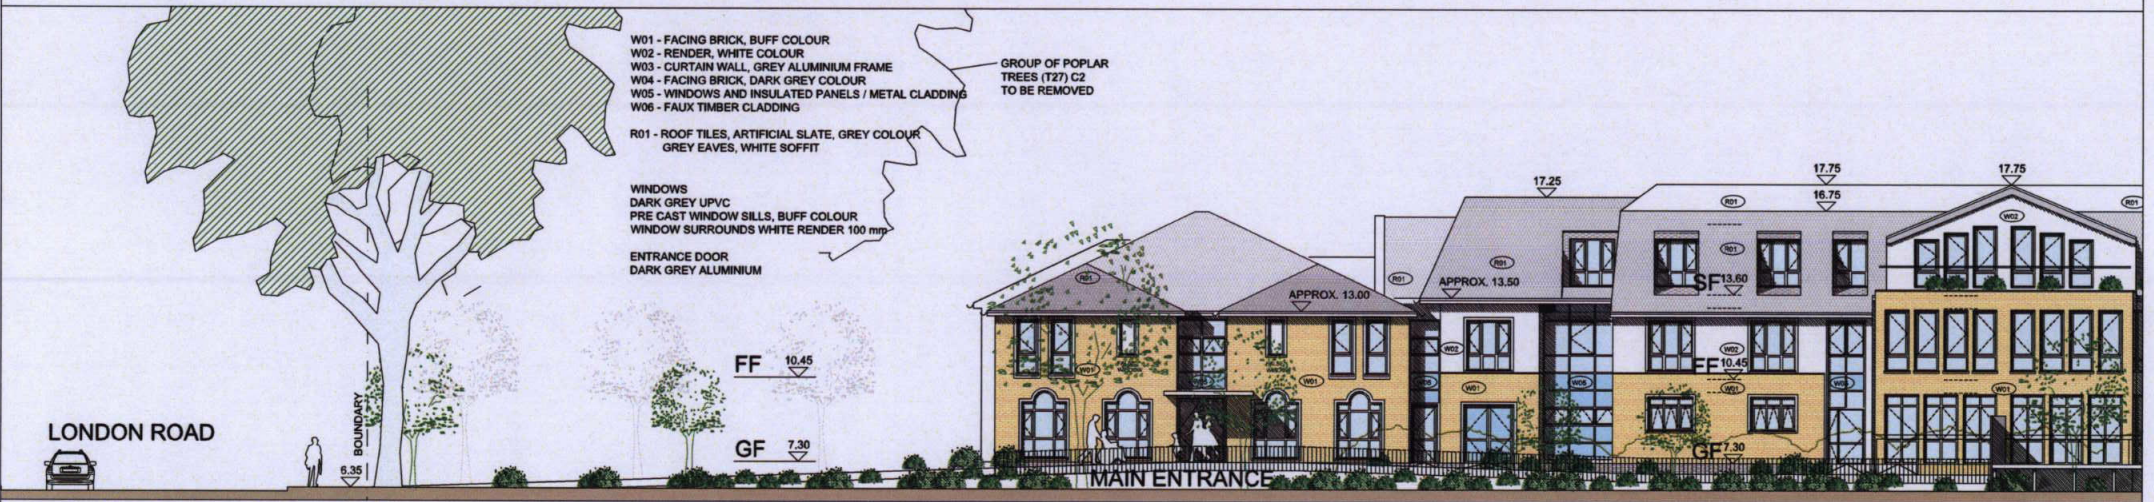 W01 - FACING BRICK, BUFF COLOUR
W02 - RENDER, WHITE COLOUR
W03 - CURTAIN WALL, GREY ALUMINIUM FRAME
W04 - FACING BRICK, DARK GREY COLOUR
W05 - WINDOWS AND INSULATED PANELS / METAL CLADDING
W06 - FAUX TIMBER CLADDING
R01 - ROOF TILES, ARTIFICIAL SLATE, GREY COLOUR
GREY EAVES, WHITE SOFFIT
WINDOWS
DARK GREY UPVC
PRE CAST WINDOW SILLS, BUFF COLOUR
WINDOW SURROUNDS WHITE RENDER 100 mm
ENTRANCE DOOR
DARK GREY ALUMINIUM
GROUP OF POPLAR
TREES (T27) C2
TO BE REMOVED
LONDON ROAD
BOUNDARY
6.35
FF 10.45
GF 7.30
MAIN ENTRANCE
R01
APPROX. 13.00
R01
APPROX. 13.50
R01
17.25
17.75
16.75
17.75
R01
R01
R01
W02
SF 13.60
W02
W02
FF 10.45
W01
W01
W01
W01
W01
GF 7.30